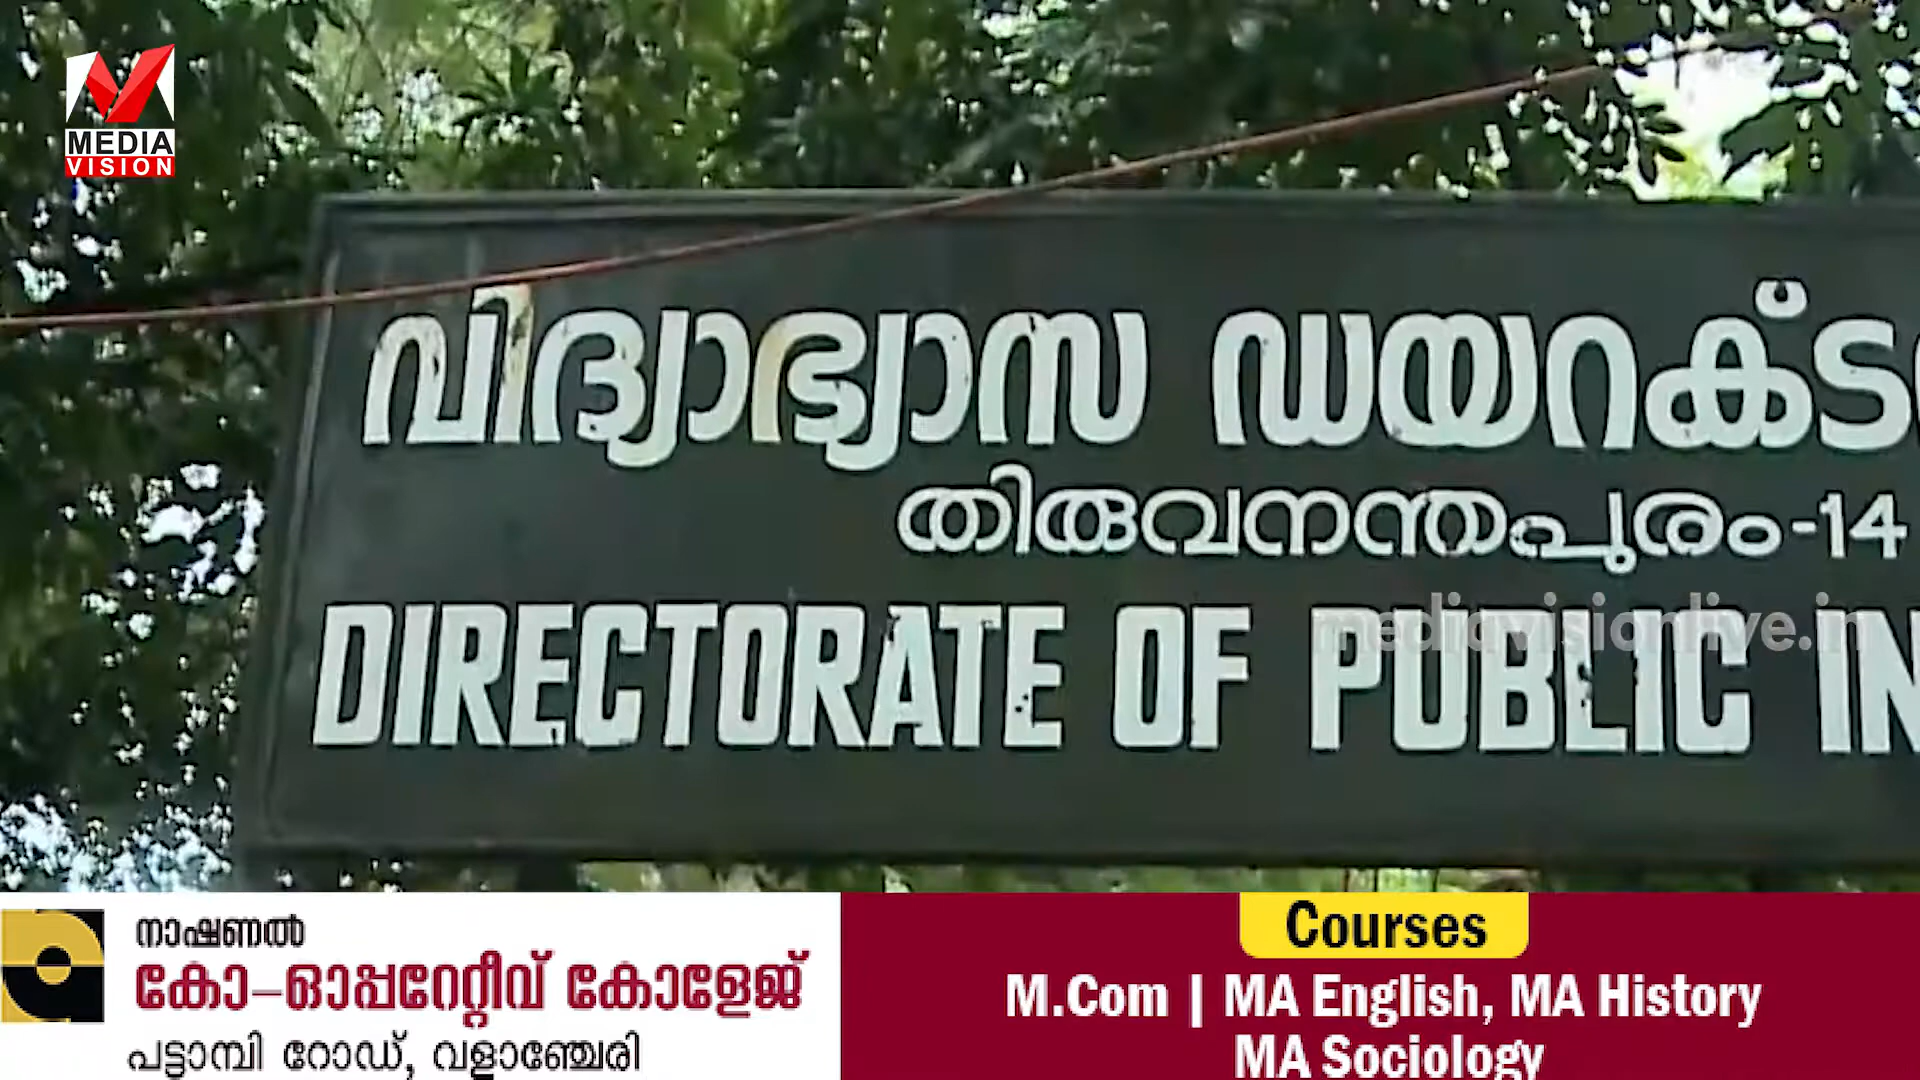 MEDIA
VISION
വിദ്യാഭ്യാസ ഡയറക്ട
തിരുവനന്തപുരം-14
mediavisionlive.in
DIRECTORATE OF PUBLIC IN
നാഷണൽ
കോ-ഓപ്പറേറ്റീവ് കോളേജ്
പട്ടാമ്പി റോഡ്, വളാഞ്ചേരി
Courses
M.Com | MA English, MA History
MA Sociology